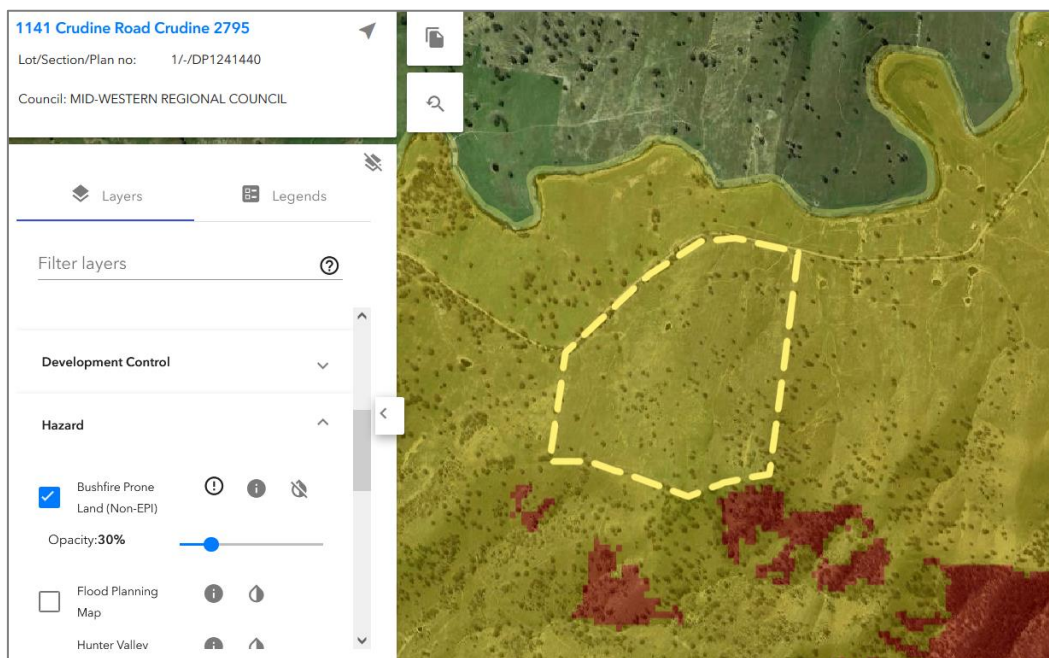 1141 Crudine Road Crudine 2795
Lot/Section/Plan no: 1/-/DP1241440
Council: MID-WESTERN REGIONAL COUNCIL
Layers Legends
Filter layers
Development Control
Hazard
Bushfire Prone
Land (Non-EPI)
Opacity:30%
Flood Planning
Map
Hunter Valley